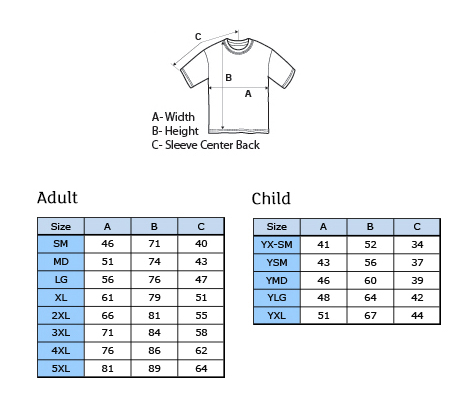 C
B
A
A- Width
B- Height
C- Sleeve Center Back
Adult
Size A B C
SM 46 71 40
MD 51 74 43
LG 56 76 47
XL 61 79 51
2XL 66 81 55
3XL 71 84 58
4XL 76 86 62
5XL 81 89 64
Child
Size A B C
YX-SM 41 52 34
YSM 43 56 37
YMD 46 60 39
YLG 48 64 42
YXL 51 67 44